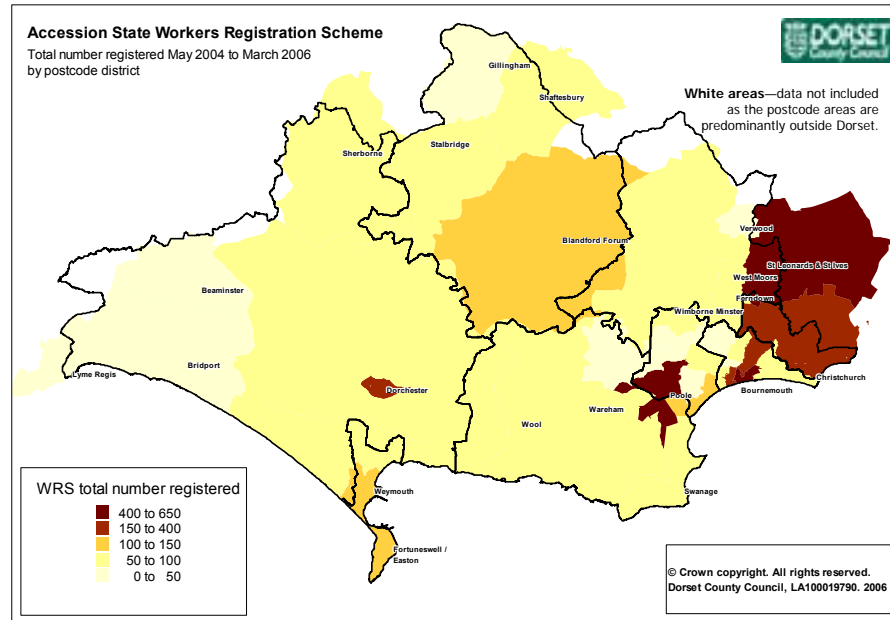 Accession State Workers Registration Scheme
Total number registered May 2004 to March 2006
by postcode district
DORSET
County Council
White areas—data not included
as the postcode areas are
predominantly outside Dorset.
Gillingham
Shaftesbury
Sherborne
Stalbridge
Blandford Forum
Verwood
St Leonards & St Ives
West Moors
Ferndown
Beaminster
Wimborne Minster
Lyme Regis
Bridport
Dorchester
Poole
Bournemouth
Christchurch
Wareham
Wool
Weymouth
Swanage
Fortuneswell /
Easton
WRS total number registered
400 to 650
150 to 400
100 to 150
50 to 100
0 to 50
© Crown copyright. All rights reserved.
Dorset County Council, LA100019790. 2006